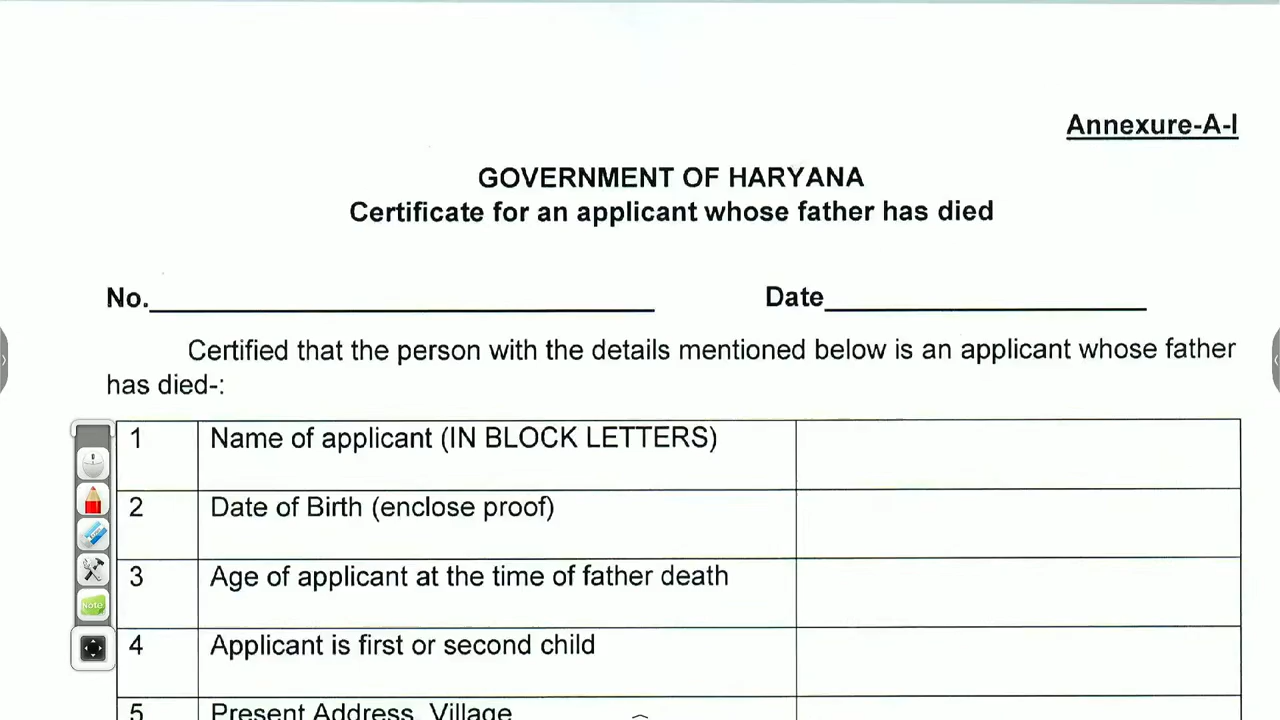 Annexure-A-I
GOVERNMENT OF HARYANA
Certificate for an applicant whose father has died
No.
Date
Certified that the person with the details mentioned below is an applicant whose father
has died-:
1 Name of applicant (IN BLOCK LETTERS)
2 Date of Birth (enclose proof)
3 Age of applicant at the time of father death
4 Applicant is first or second child
5 Present Address, Village
Note